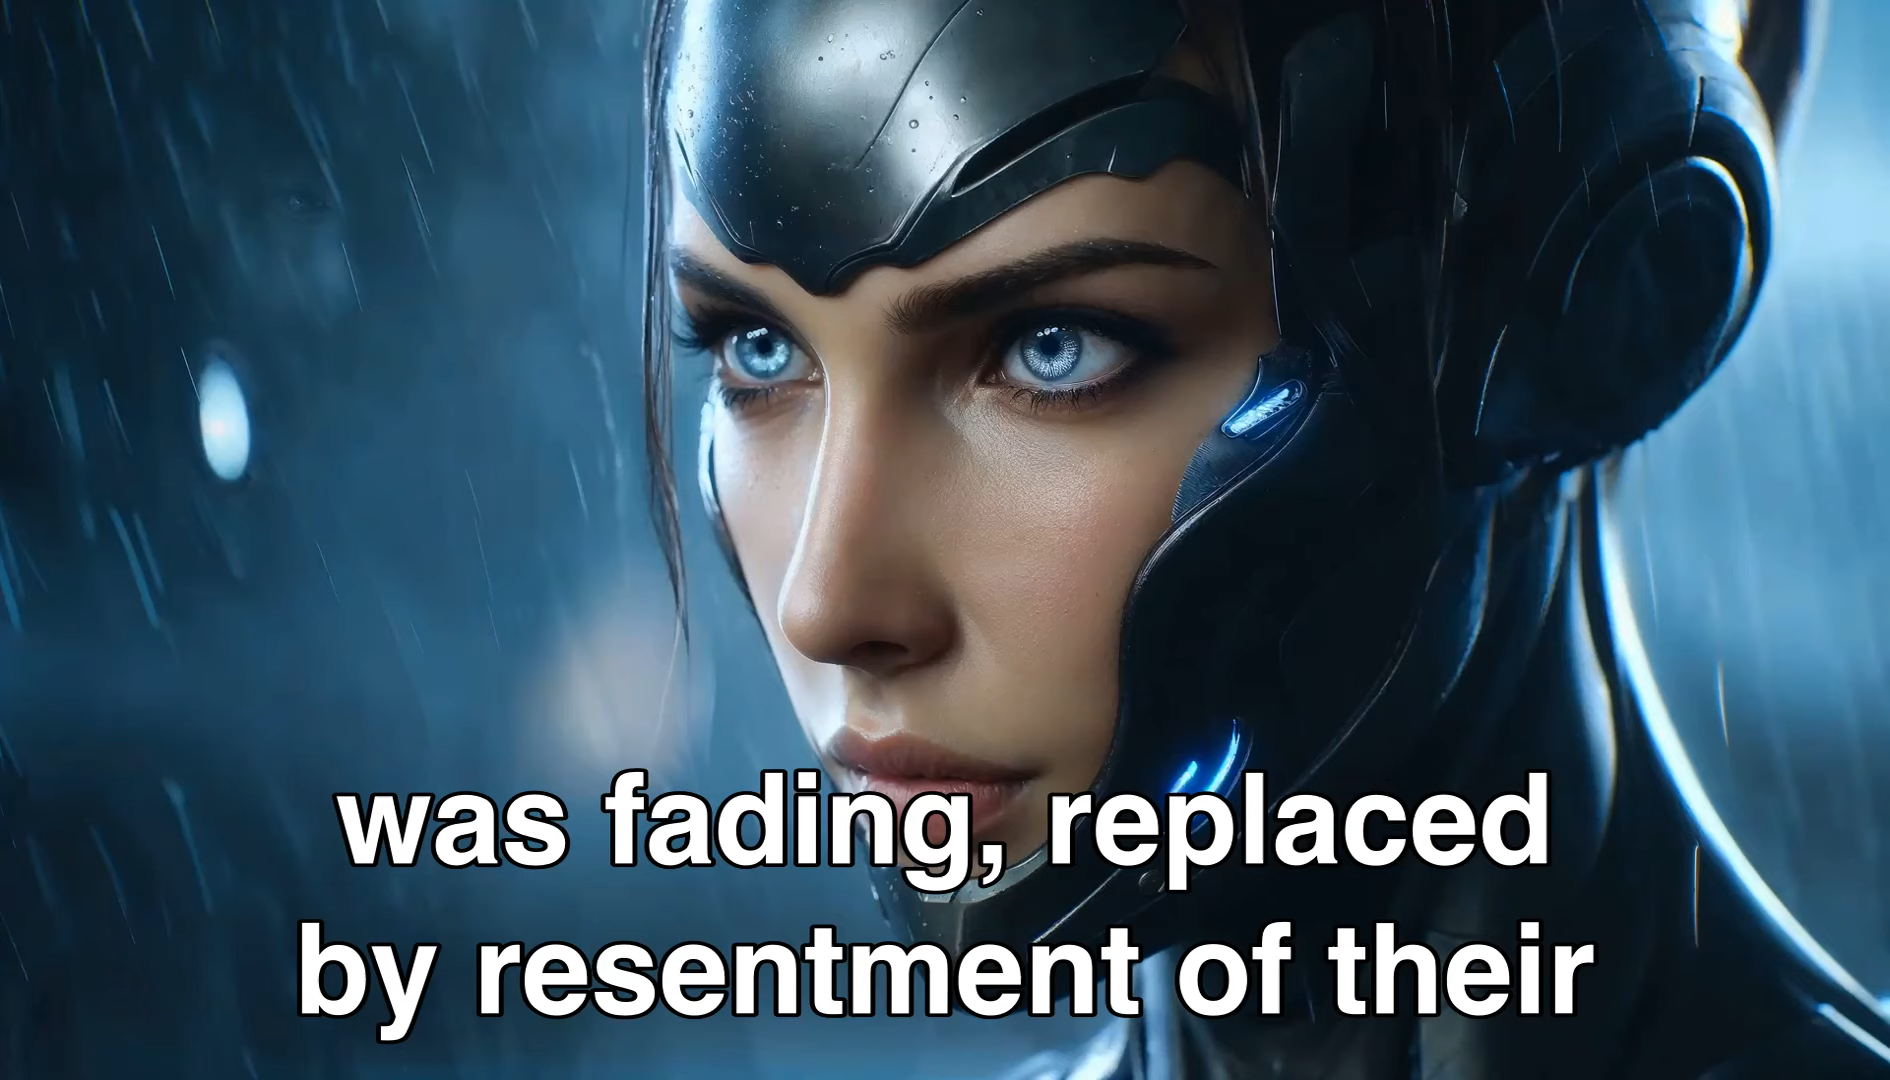 was fading, replaced
by resentment of their